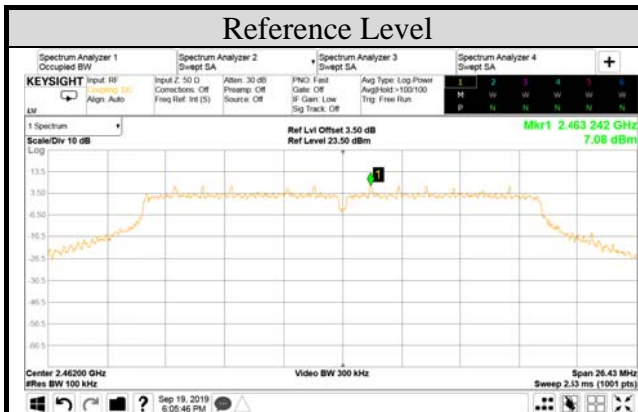 Reference Level
Spectrum Analyzer 1
Occupied BW
Spectrum Analyzer 2
Swept SA
Spectrum Analyzer 3
Swept SA
Spectrum Analyzer 4
Swept SA
+
KEYSIGHT
Input: RF
Coupling: DC
Align: Auto
Input Z: 50 Ω
Corrections: Off
Freq Ref: Int (S)
Atten: 30 dB
Preamp: Off
Source: Off
PNO: Fast
Gate: Off
IF Gain: Low
Sig Track: Off
Avg Type: Log-Power
Avg|Hold:>100/100
Trig: Free Run
1 2 3 4 5 6
M W W W W W
P N N N N N
1 Spectrum
Scale/Div 10 dB
Ref Lvl Offset 3.50 dB
Ref Level 23.50 dBm
Mkr1 2.463 242 GHz
7.08 dBm
Log
1
13.5
3.50
-6.50
-16.5
-26.5
-36.5
-46.5
-56.5
-66.5
Center 2.46200 GHz
#Res BW 100 kHz
Video BW 300 kHz
Span 26.43 MHz
Sweep 2.53 ms (1001 pts)
?
Sep 19, 2019
6:05:46 PM